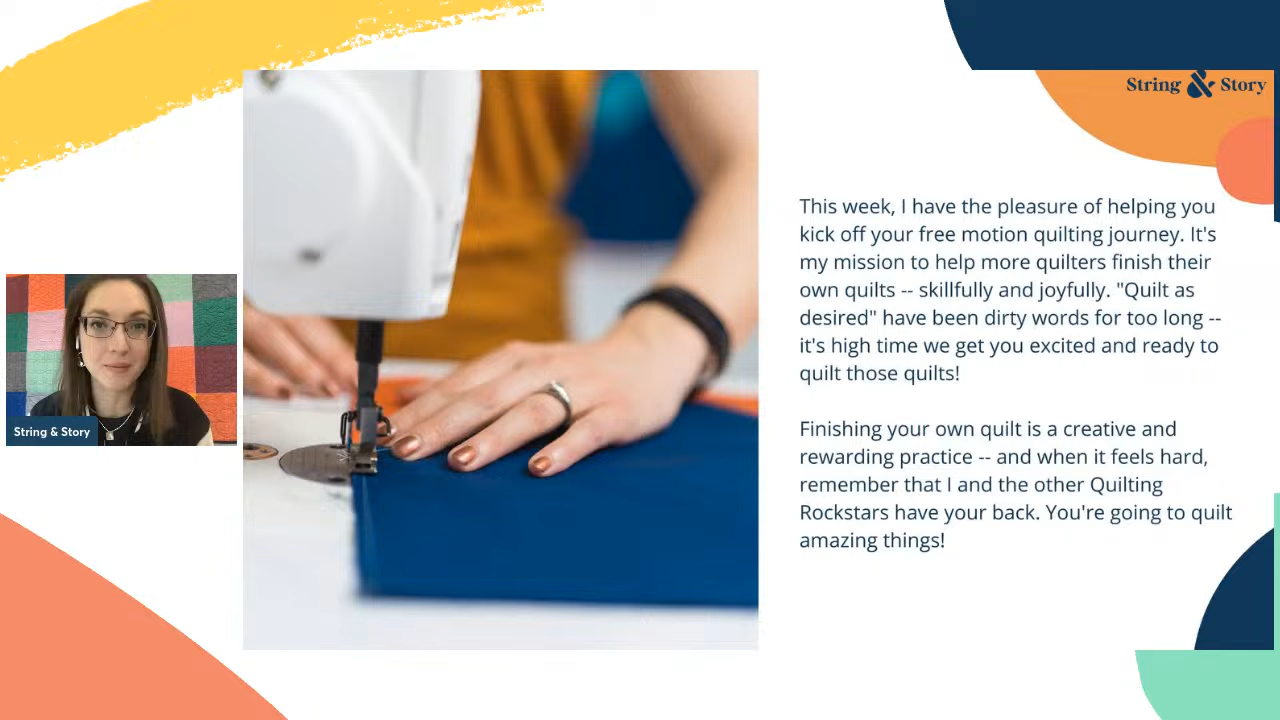 String & Story
This week, I have the pleasure of helping you
kick off your free motion quilting journey. It's
my mission to help more quilters finish their
own quilts -- skillfully and joyfully. "Quilt as
desired" have been dirty words for too long --
it's high time we get you excited and ready to
quilt those quilts!
Finishing your own quilt is a creative and
rewarding practice -- and when it feels hard,
remember that I and the other Quilting
Rockstars have your back. You're going to quilt
amazing things!
String & Story